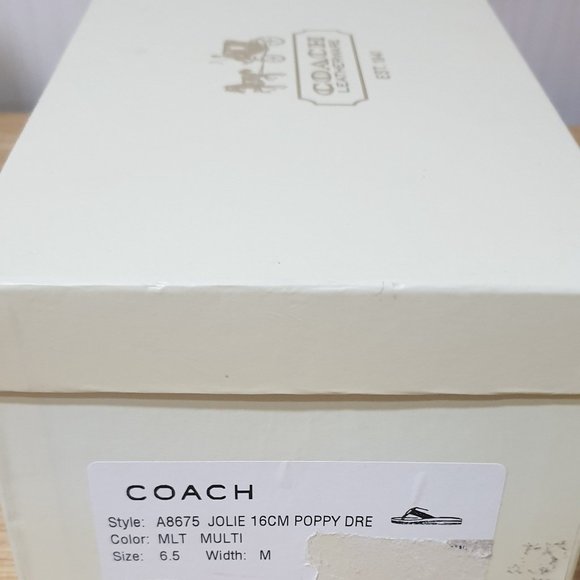 COACH
LEATHERWARE
EST. 1941
COACH
Style: A8675 JOLIE 16CM POPPY DRE
Color: MLT MULTI
Size: 6.5 Width: M